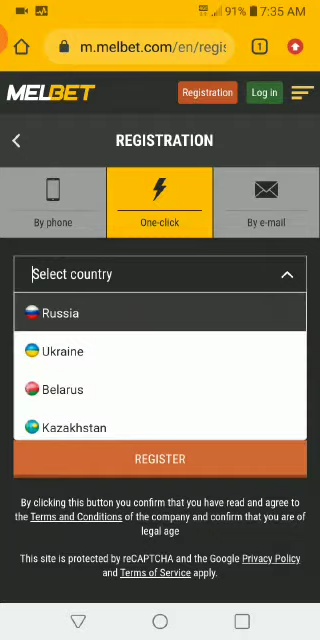 91% 7:35 AM
m.melbet.com/en/regis
1
MELBET
Registration
Log in
REGISTRATION
By phone
One-click
By e-mail
Select country
Russia
Ukraine
Belarus
Kazakhstan
REGISTER
By clicking this button you confirm that you have read and agree to
the Terms and Conditions of the company and confirm that you are of
legal age
This site is protected by reCAPTCHA and the Google Privacy Policy
and Terms of Service apply.